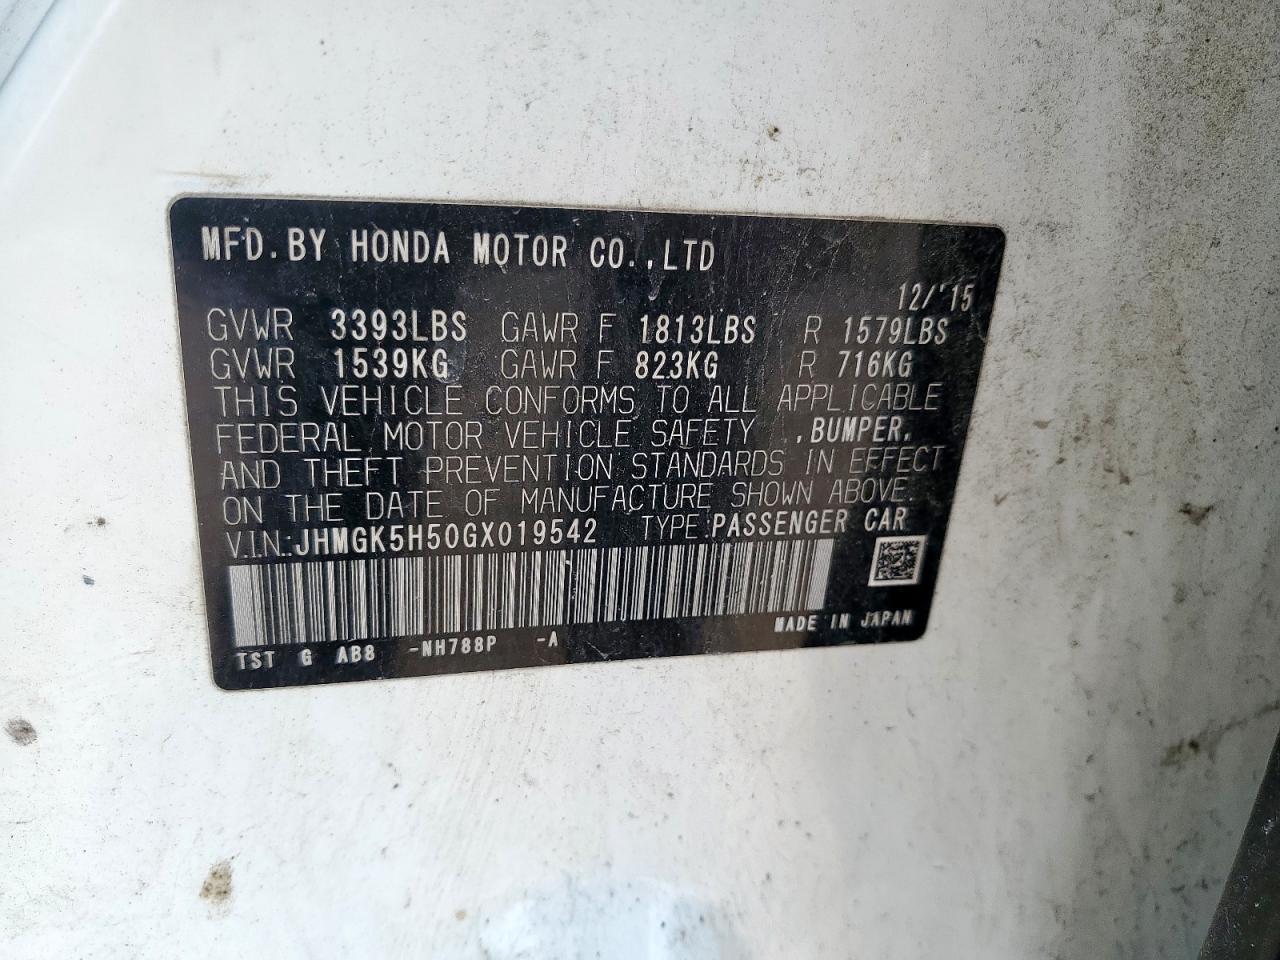 MFD.BY HONDA MOTOR CO.,LTD
12/'15
GVWR 3393LBS GAWR F 1813LBS R 1579LBS
GVWR 1539KG GAWR F 823KG R 716KG
THIS VEHICLE CONFORMS TO ALL APPLICABLE
FEDERAL MOTOR VEHICLE SAFETY ,BUMPER,
AND THEFT PREVENTION STANDARDS IN EFFECT
ON THE DATE OF MANUFACTURE SHOWN ABOVE.
V.I.N.:JHMGK5H50GX019542 TYPE:PASSENGER CAR
MADE IN JAPAN
TST G AB8 -NH788P -A